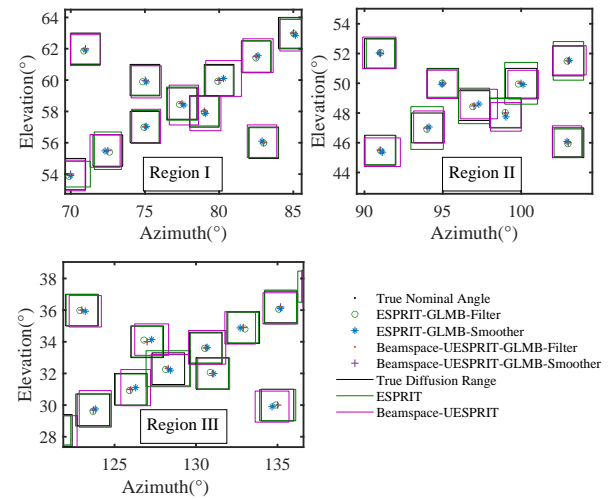 64
62
60
58
56
54
Elevation(°)
70 75 80 85
Azimuth(°)
Region I
52
50
48
46
44
Elevation(°)
90 95 100
Azimuth(°)
Region II
38
36
34
32
30
28
Elevation(°)
125 130 135
Azimuth(°)
Region III
True Nominal Angle
ESPRIT-GLMB-Filter
ESPRIT-GLMB-Smoother
Beamspace-UESPRIT-GLMB-Filter
Beamspace-UESPRIT-GLMB-Smoother
True Diffusion Range
ESPRIT
Beamspace-UESPRIT